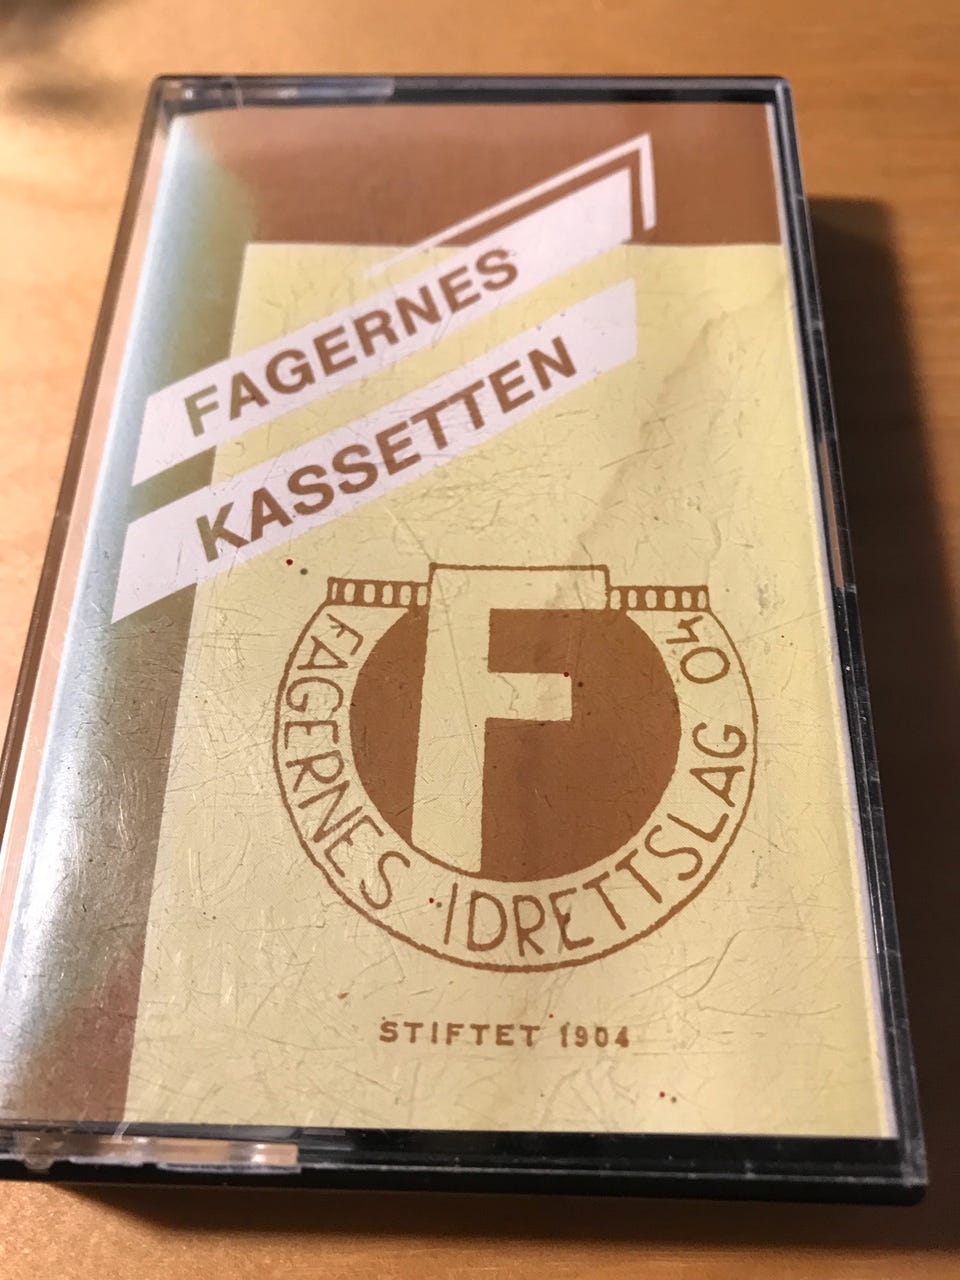 FAGERNES
KASSETTEN
F
FAGERNES IDRETTSLAG 04
STIFTET 1904